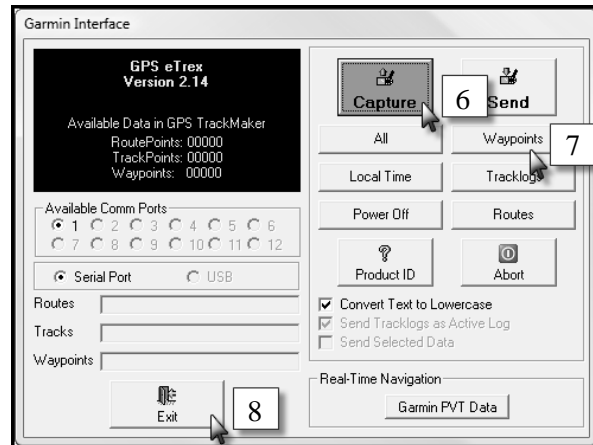 Garmin Interface
GPS eTrex
Version 2.14
Available Data in GPS TrackMaker
RoutePoints: 00000
TrackPoints: 00000
Waypoints: 00000
Available Comm Ports
1 2 3 4 5 6
7 8 9 10 11 12
Serial Port USB
Routes
Tracks
Waypoints
Exit 8
Capture 6 Send
All Waypoints 7
Local Time Tracklogs
Power Off Routes
Product ID Abort
Convert Text to Lowercase
Send Tracklogs as Active Log
Send Selected Data
Real-Time Navigation
Garmin PVT Data